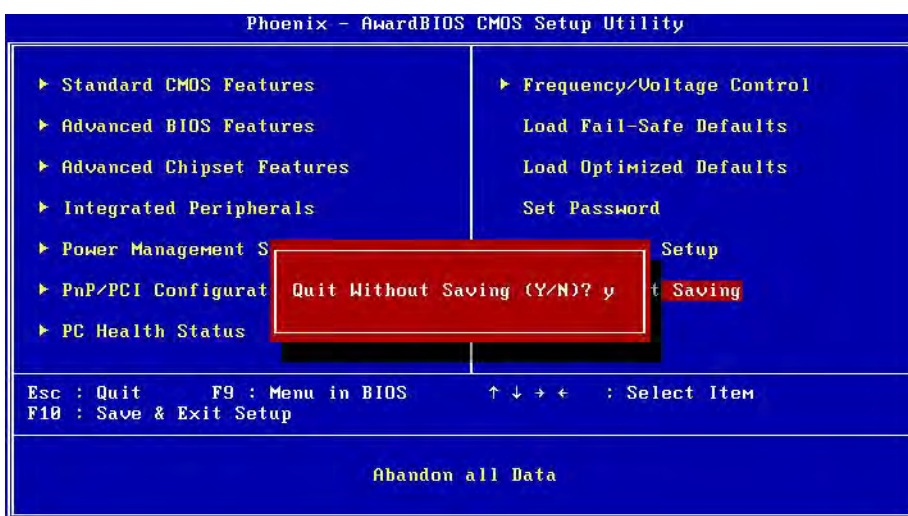 Phoenix - AwardBIOS CMOS Setup Utility
Standard CMOS Features
Advanced BIOS Features
Advanced Chipset Features
Integrated Peripherals
Power Management S
PnP/PCI Configurat
PC Health Status
Frequency/Voltage Control
Load Fail-Safe Defaults
Load Optimized Defaults
Set Password
Setup
t Saving
Quit Without Saving (Y/N)? y
Esc : Quit F9 : Menu in BIOS ↑ ↓ → ← : Select Item
F10 : Save & Exit Setup
Abandon all Data